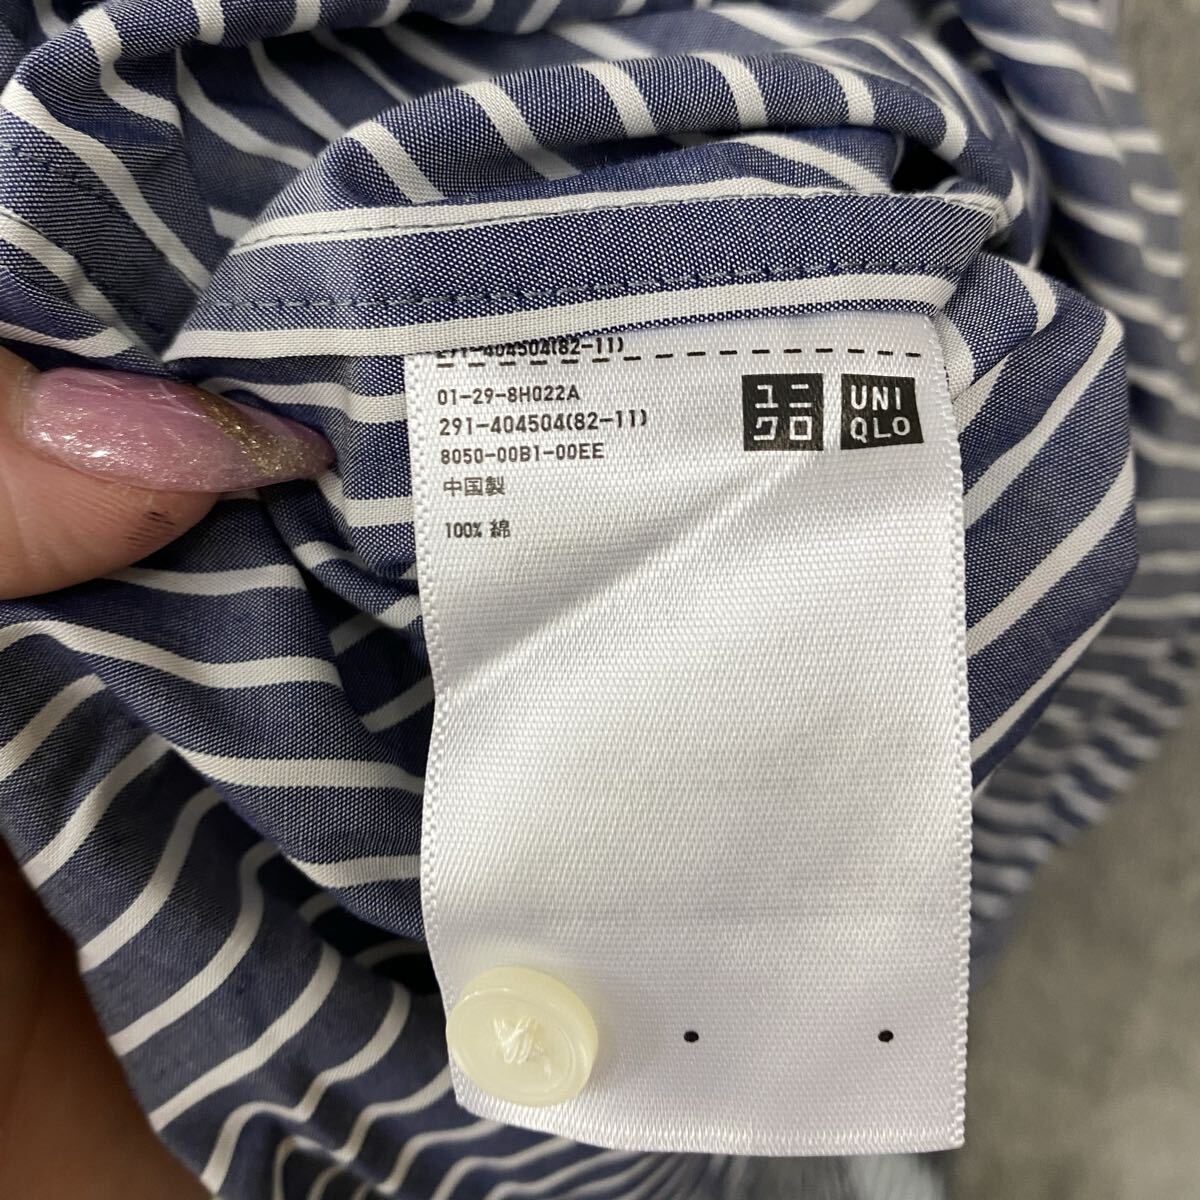 291-404504(82-11)
01-29-8H022A
291-404504(82-11)
8050-00B1-00EE
中国製
100% 綿
ユニ
クロ
UNI
QLO